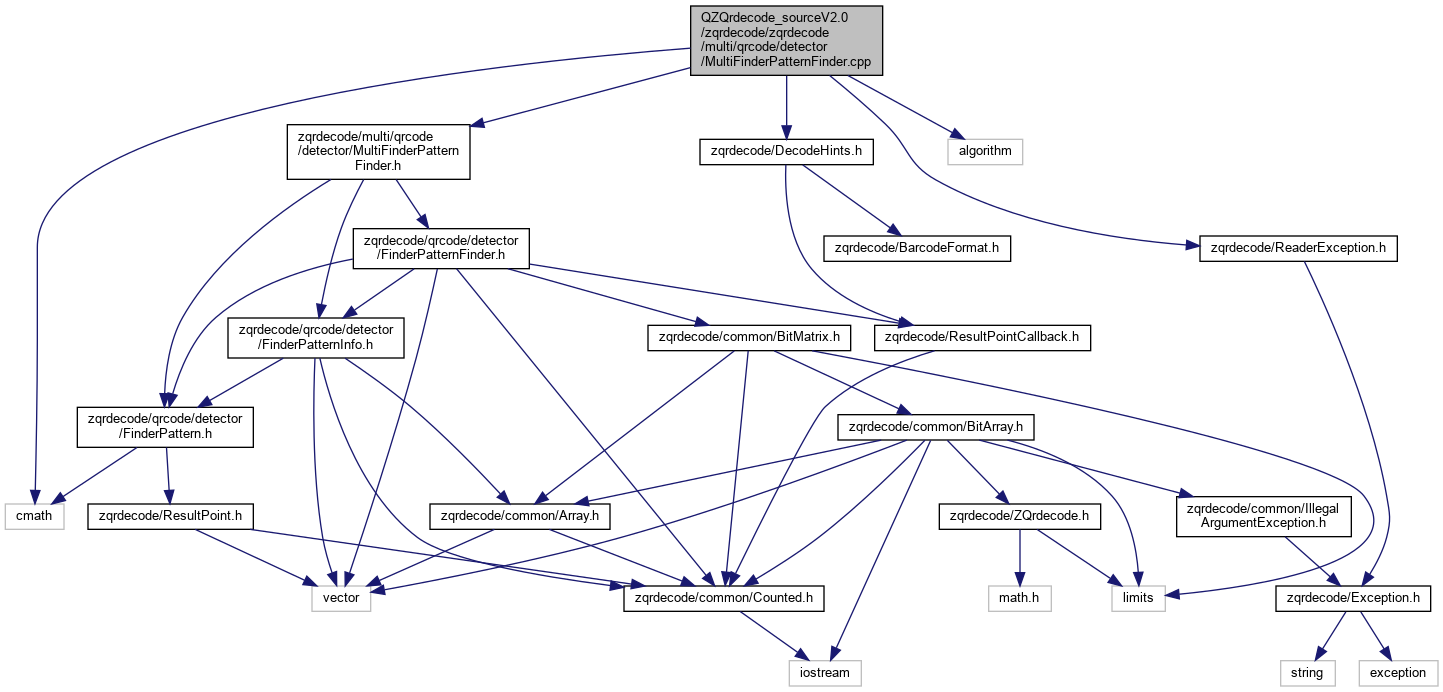 QZQrdecode_sourceV2.0
/zqrdecode/zqrdecode
/multi/qrcode/detector
/MultiFinderPatternFinder.cpp
zqrdecode/multi/qrcode
/detector/MultiFinderPattern
Finder.h
zqrdecode/DecodeHints.h
algorithm
zqrdecode/qrcode/detector
/FinderPatternFinder.h
zqrdecode/BarcodeFormat.h
zqrdecode/ReaderException.h
zqrdecode/qrcode/detector
/FinderPatternInfo.h
zqrdecode/common/BitMatrix.h
zqrdecode/ResultPointCallback.h
zqrdecode/qrcode/detector
/FinderPattern.h
zqrdecode/common/BitArray.h
cmath
zqrdecode/ResultPoint.h
zqrdecode/common/Array.h
zqrdecode/ZQrdecode.h
zqrdecode/common/Illegal
ArgumentException.h
vector
zqrdecode/common/Counted.h
math.h
limits
zqrdecode/Exception.h
iostream
string
exception